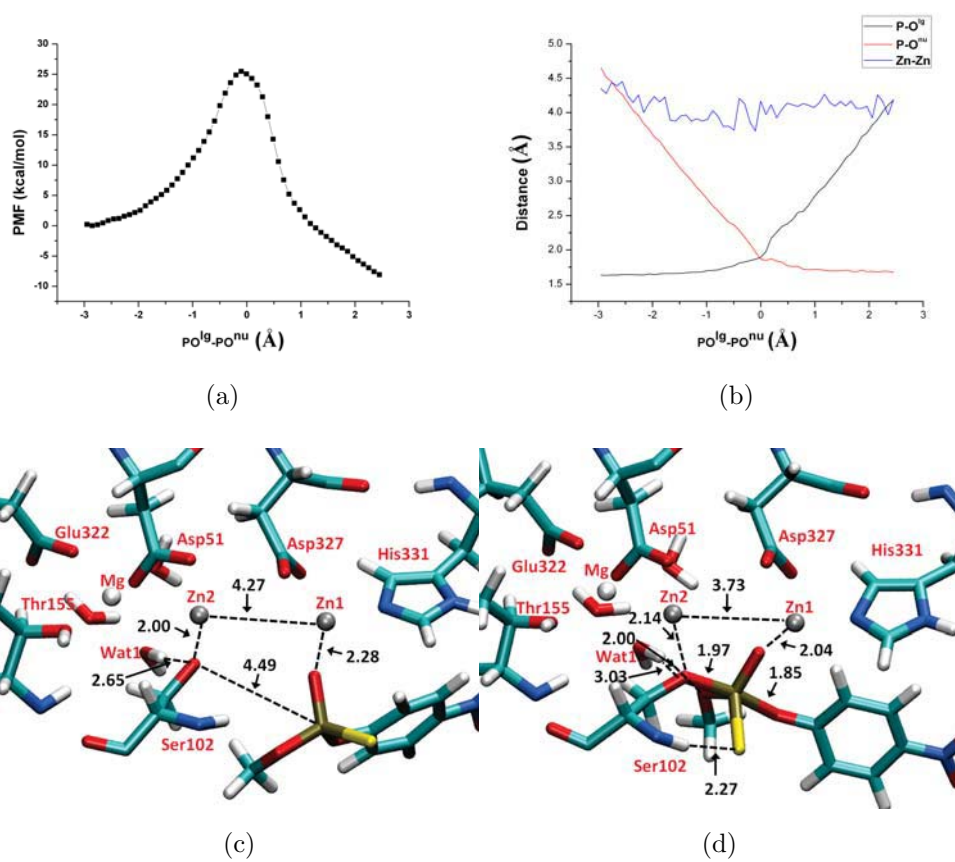 30
25
20
15
10
5
0
-5
-10
PMF (kcal/mol)
-3
-2
-1
0
1
2
3
PO^lg-PO^nu (Å)
(a)
P-O^lg
P-O^nu
Zn-Zn
5.0
4.5
4.0
3.5
3.0
2.5
2.0
1.5
Distance (Å)
-3
-2
-1
0
1
2
3
PO^lg-PO^nu (Å)
(b)
Glu322
Asp51
Asp327
His331
Mg
Zn2
4.27
Zn1
Thr155
2.00
2.28
Wat1
2.65
4.49
Ser102
(c)
Asp51
Asp327
His331
Glu322
Mg
Zn2
3.73
Zn1
Thr155
2.14
2.00
2.04
Wat1
1.97
3.03
1.85
Ser102
2.27
(d)